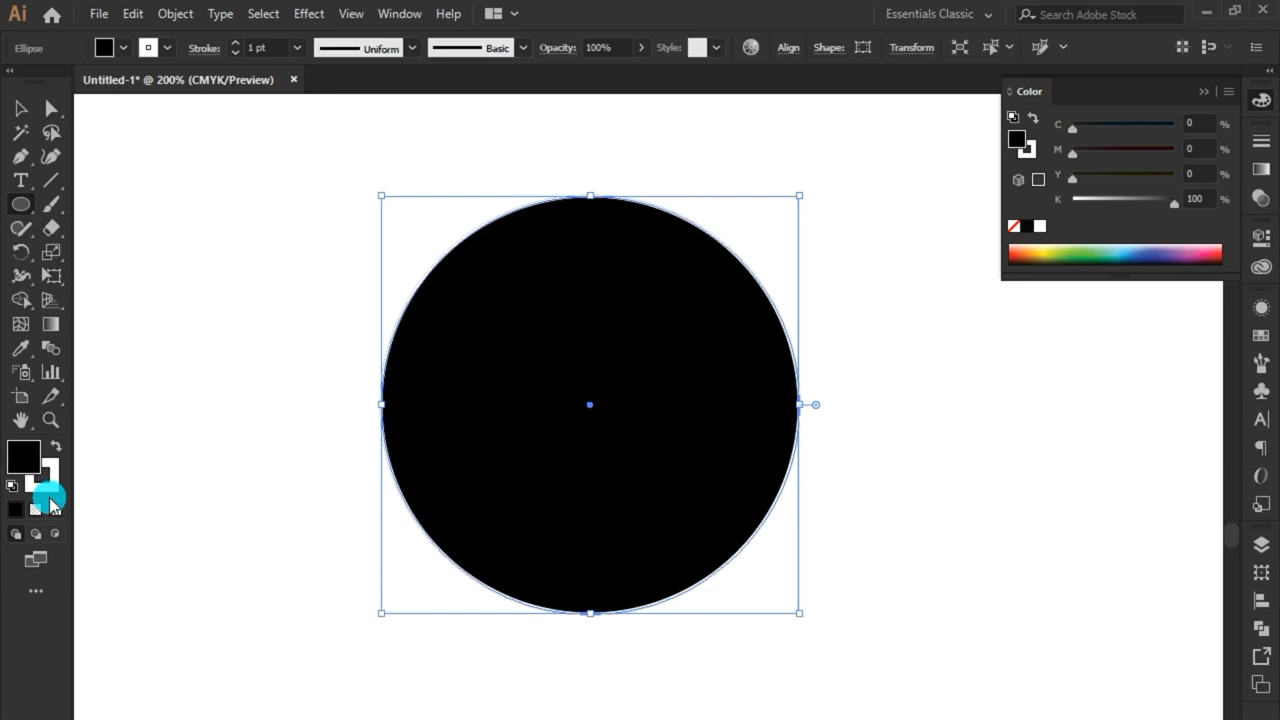 Ai File Edit Object Type Select Effect View Window Help Essentials Classic Search Adobe Stock
Ellipse Stroke: 1 pt Uniform Basic Opacity: 100% Style: Align Shape: Transform
Untitled-1* @ 200% (CMYK/Preview) ×
Color
C 0 %
M 0 %
Y 0 %
K 100 %